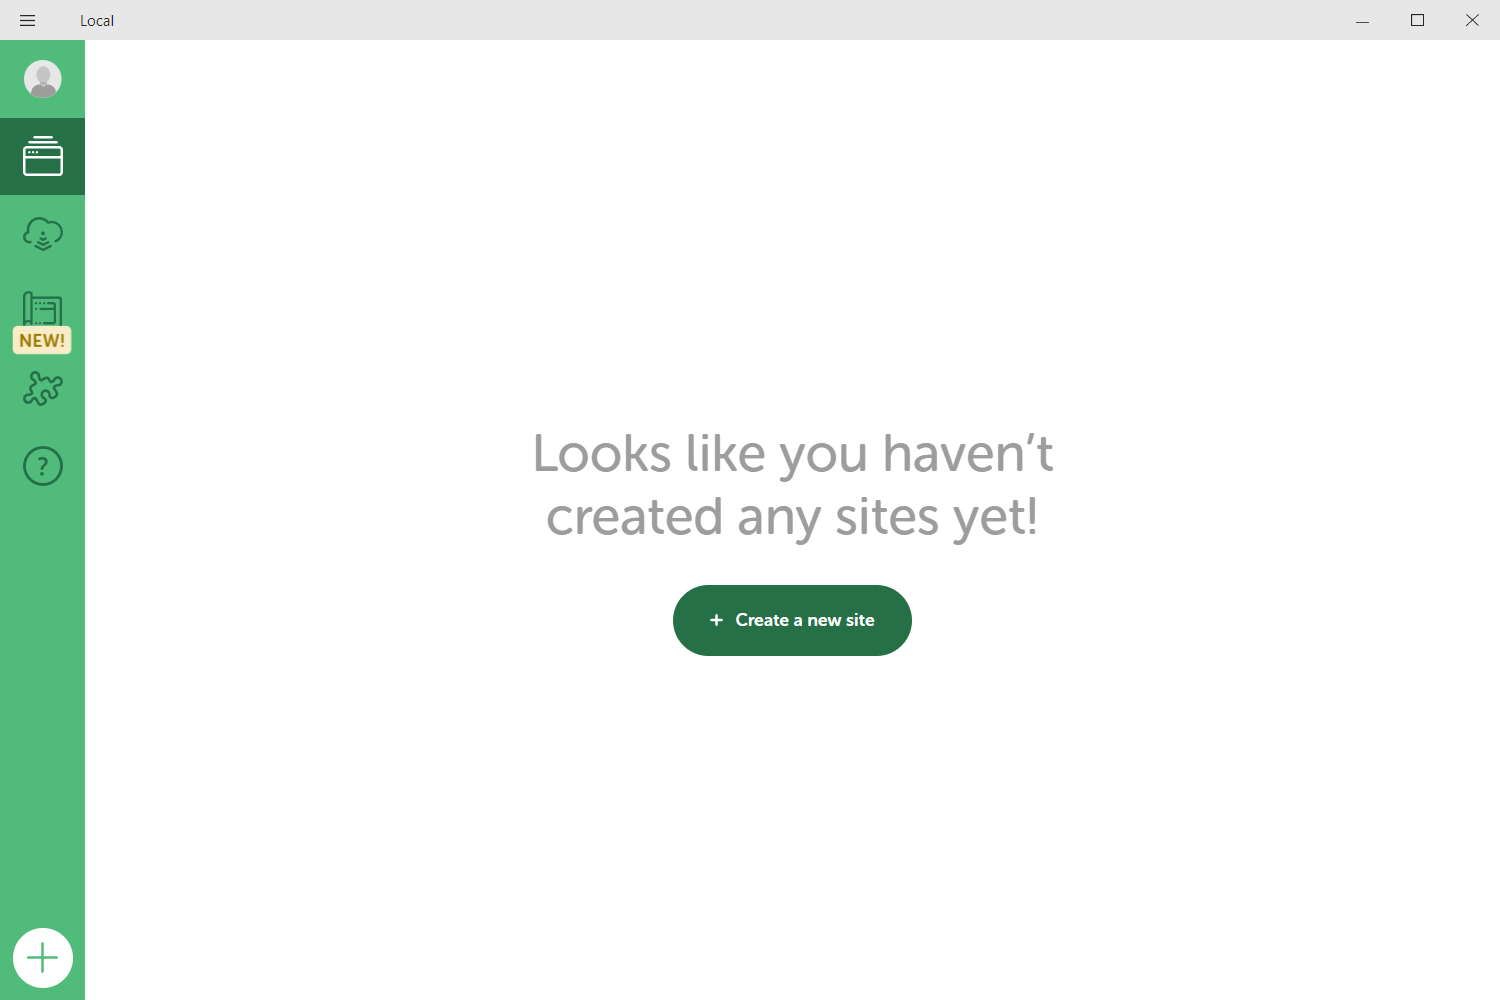 Local
NEW!
?
Looks like you haven’t
created any sites yet!
+ Create a new site